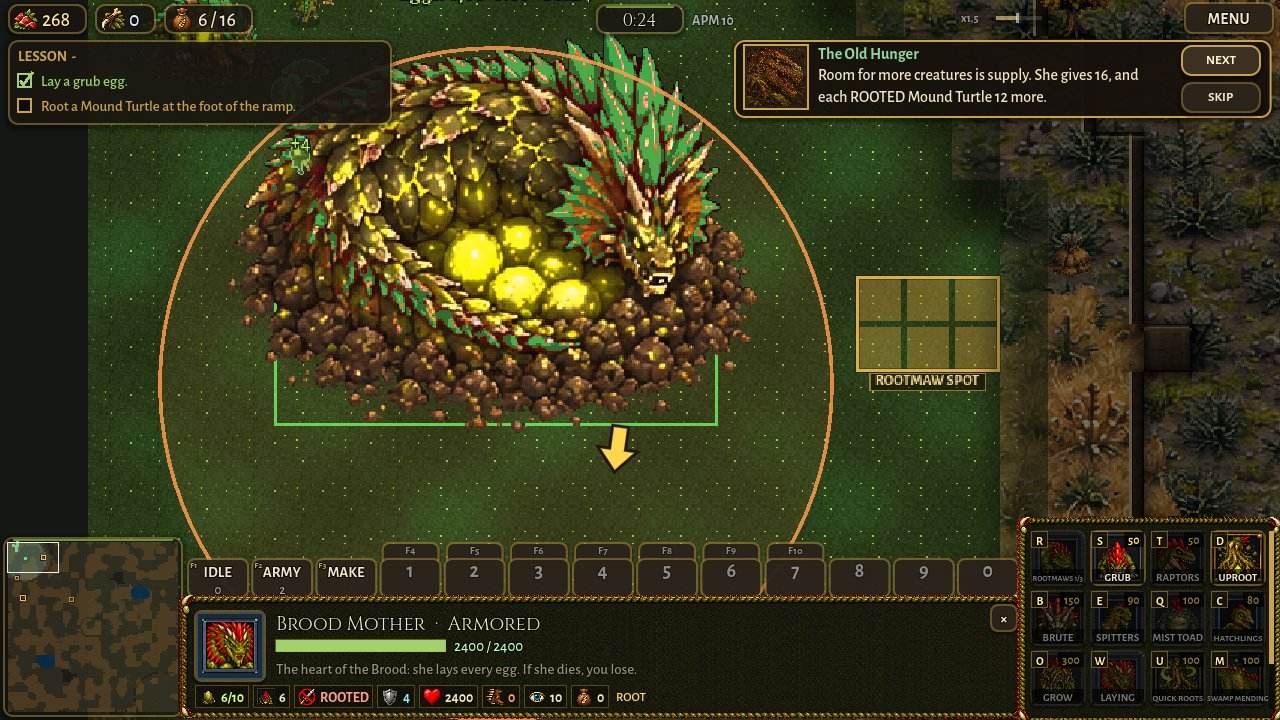 268
0
6/16
0:24
APM 10
x1.5
MENU
LESSON -
Lay a grub egg.
Root a Mound Turtle at the foot of the ramp.
The Old Hunger
Room for more creatures is supply. She gives 16, and
each ROOTED Mound Turtle 12 more.
NEXT
SKIP
+4
ROOTMAW SPOT
F1 IDLE 0
F2 ARMY 2
F3 MAKE
F4 1
F5 2
F6 3
F7 4
F8 5
F9 6
F10 7
8
9
0
BROOD MOTHER · ARMORED
2400 / 2400
The heart of the Brood: she lays every egg. If she dies, you lose.
6/10
6
ROOTED
4
2400
0
10
0
ROOT
×
R ROOTMAWS 1/3
S 50 GRUB
T 50 RAPTORS
D UPROOT
B 150 BRUTE
E 90 SPITTERS
Q 100 MIST TOAD
C 80 HATCHLINGS
O 300 GROW
W LAYING
U 100 QUICK ROOTS
M 100 SWAMP MENDING